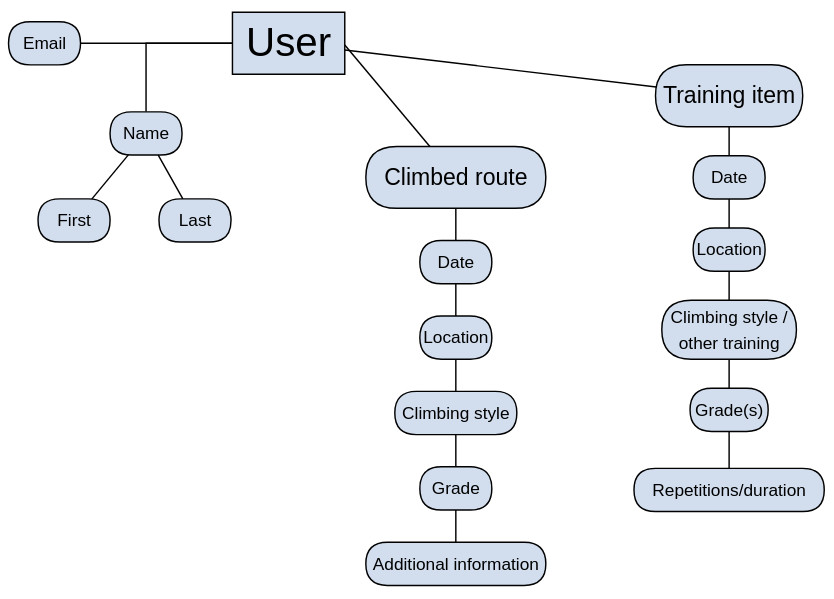 User
Email
Name
First
Last
Climbed route
Date
Location
Climbing style
Grade
Additional information
Training item
Date
Location
Climbing style /
other training
Grade(s)
Repetitions/duration